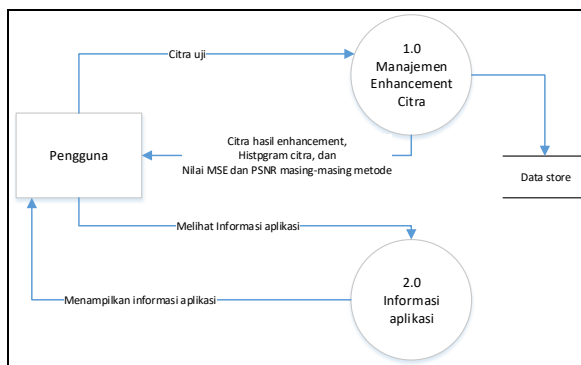 Citra uji
1.0
Manajemen
Enhancement
Citra
Pengguna
Citra hasil enhancement,
Histpgram citra, dan
Nilai MSE dan PSNR masing-masing metode
Data store
Melihat Informasi aplikasi
Menampilkan informasi aplikasi
2.0
Informasi
aplikasi